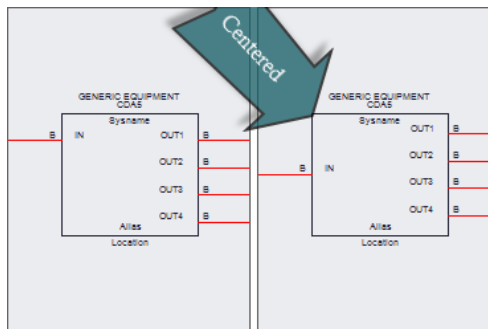 Centered
GENERIC EQUIPMENT
CDA5
Sysname
B IN OUT1 B
OUT2 B
OUT3 B
OUT4 B
Alias
Location
GENERIC EQUIPMENT
CDA5
Sysname
OUT1 B
OUT2 B
B IN
OUT3 B
OUT4 B
Alias
Location